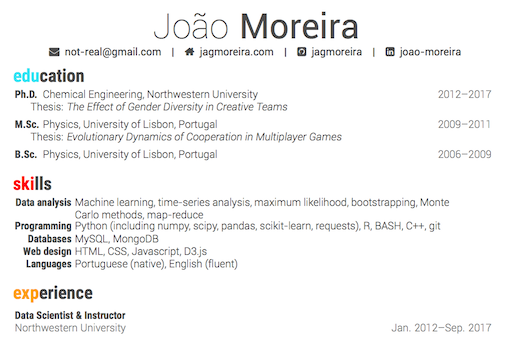 João Moreira
not-real@gmail.com | jagmoreira.com | jagmoreira | joao-moreira
education
Ph.D. Chemical Engineering, Northwestern University 2012–2017
Thesis: The Effect of Gender Diversity in Creative Teams
M.Sc. Physics, University of Lisbon, Portugal 2009–2011
Thesis: Evolutionary Dynamics of Cooperation in Multiplayer Games
B.Sc. Physics, University of Lisbon, Portugal 2006–2009
skills
Data analysis Machine learning, time-series analysis, maximum likelihood, bootstrapping, Monte
Carlo methods, map-reduce
Programming Python (including numpy, scipy, pandas, scikit-learn, requests), R, BASH, C++, git
Databases MySQL, MongoDB
Web design HTML, CSS, Javascript, D3.js
Languages Portuguese (native), English (fluent)
experience
Data Scientist & Instructor
Northwestern University Jan. 2012–Sep. 2017